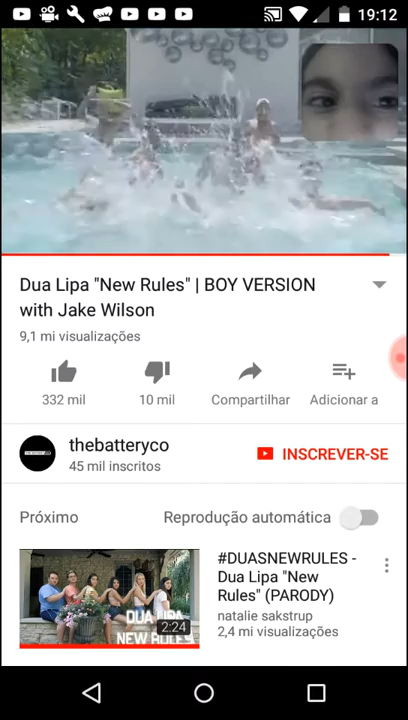 19:12
Dua Lipa "New Rules" | BOY VERSION
with Jake Wilson
9,1 mi visualizações
332 mil
10 mil
Compartilhar
Adicionar a
thebatteryco
45 mil inscritos
INSCREVER-SE
Próximo
Reprodução automática
#DUASNEWRULES -
Dua Lipa "New
Rules" (PARODY)
natalie sakstrup
2,4 mi visualizações
DUA LIPA
NEW RULES
2:24